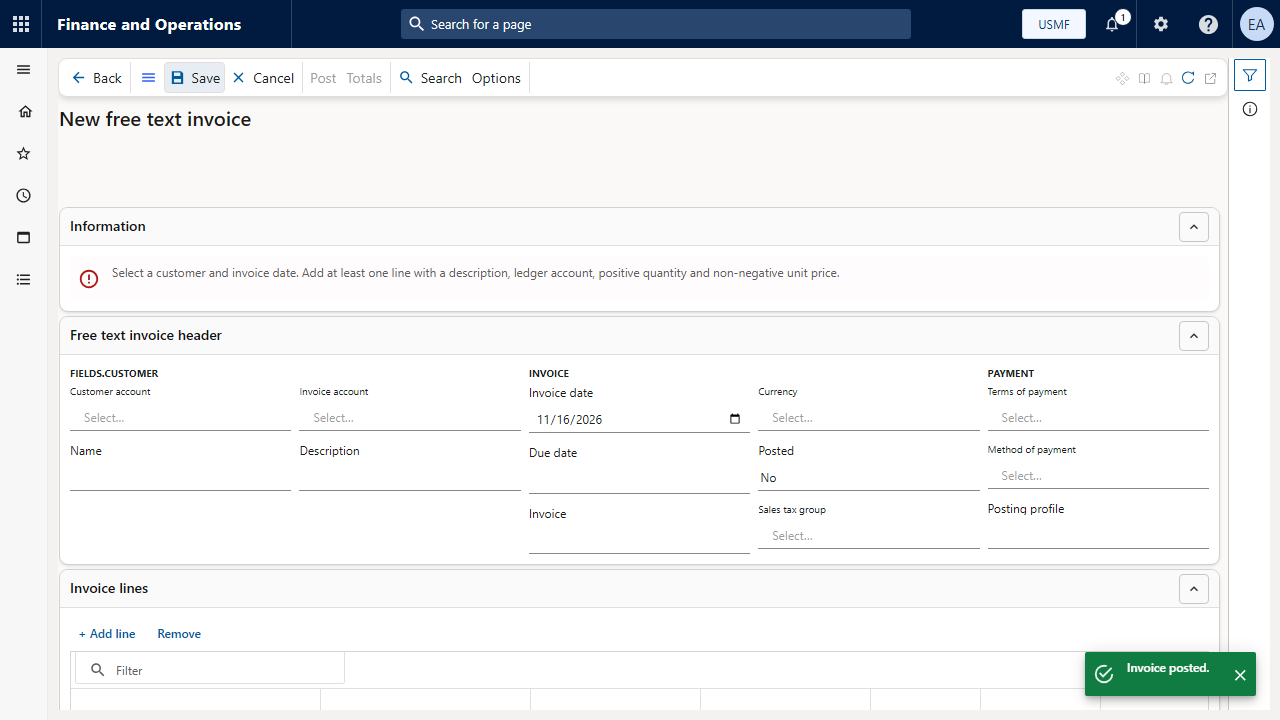 Finance and Operations
Search for a page
USMF
1
EA
Back
Save
Cancel
Post
Totals
Search
Options
New free text invoice
Information
Select a customer and invoice date. Add at least one line with a description, ledger account, positive quantity and non-negative unit price.
Free text invoice header
FIELDS.CUSTOMER
INVOICE
PAYMENT
Customer account
Invoice account
Invoice date
Currency
Terms of payment
Select...
Select...
11/16/2026
Select...
Select...
Name
Description
Due date
Posted
Method of payment
No
Select...
Invoice
Sales tax group
Posting profile
Select...
Invoice lines
+ Add line
Remove
Filter
Invoice posted.